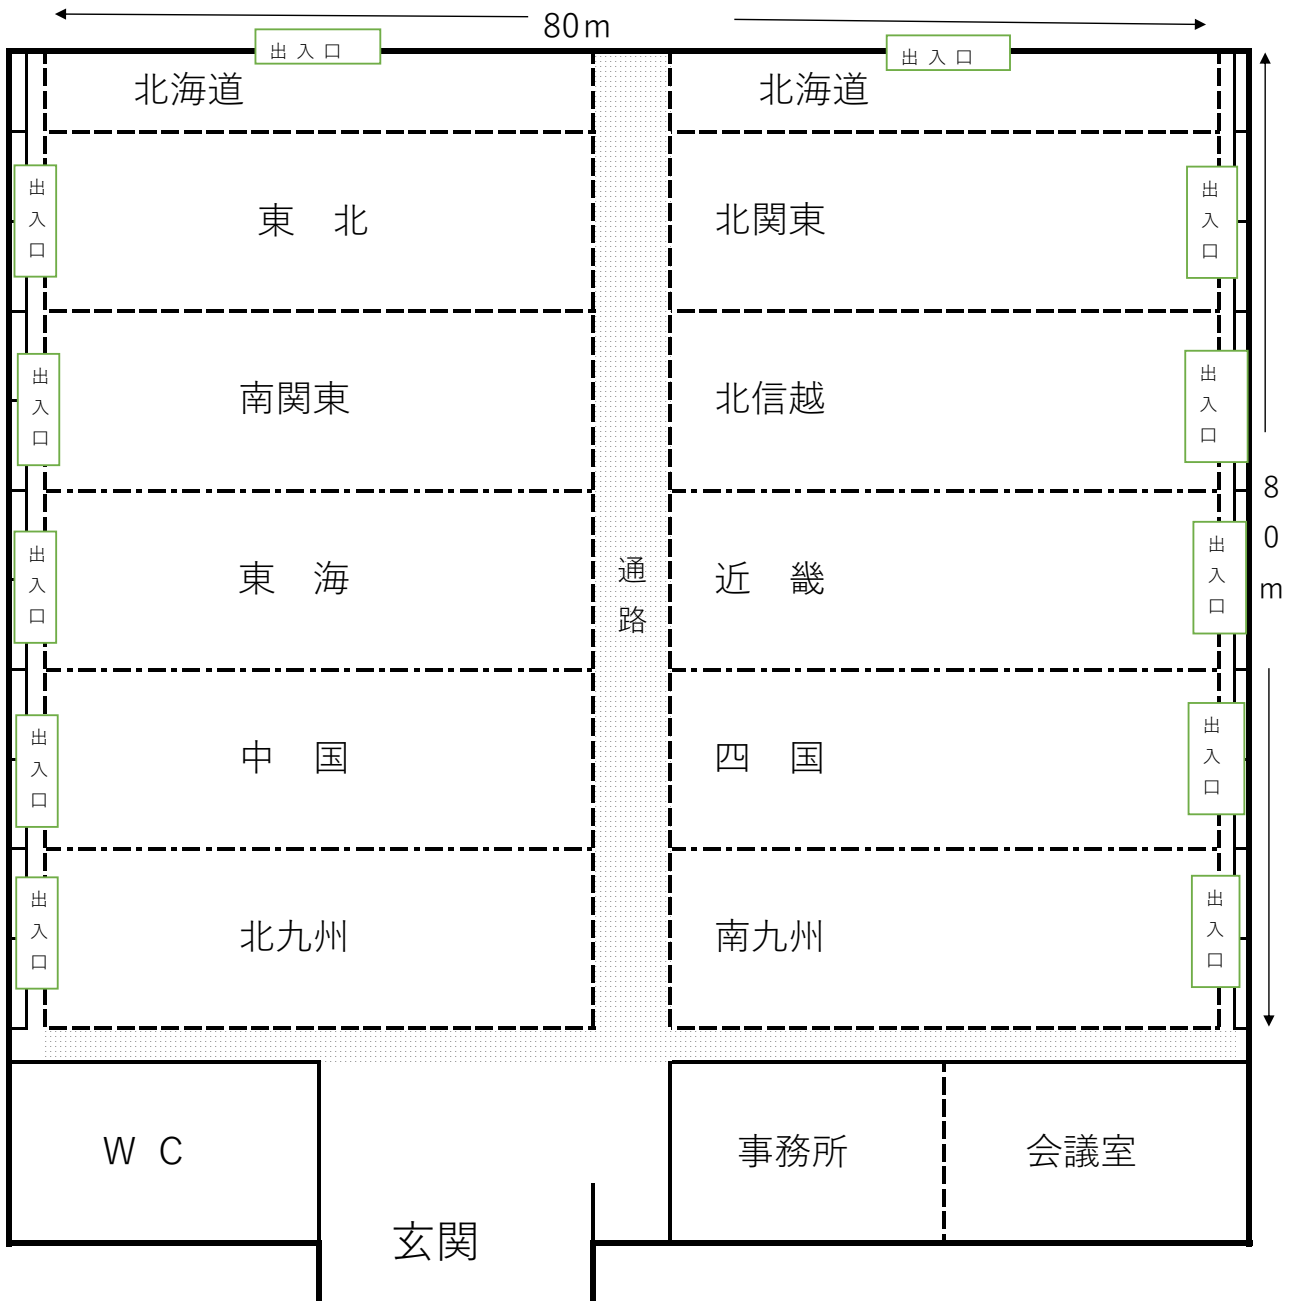 80m
出入口
出入口
北海道
北海道
出入口
出入口
東　北
北関東
出入口
出入口
南関東
北信越
8
0
m
出入口
出入口
東　海
通路
近　畿
出入口
出入口
中　国
四　国
出入口
出入口
北九州
南九州
W C
事務所
会議室
玄関